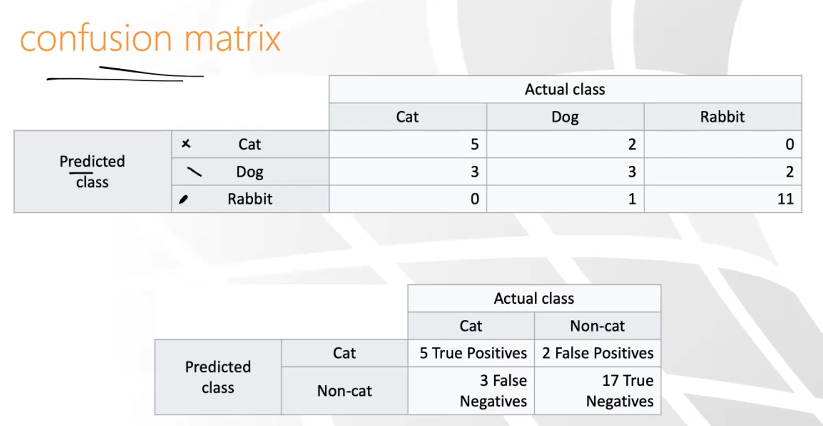 confusion matrix
Actual class
Cat Dog Rabbit
Predicted class
Cat 5 2 0
Dog 3 3 2
Rabbit 0 1 11
Actual class
Cat Non-cat
Predicted class
Cat 5 True Positives 2 False Positives
Non-cat 3 False Negatives 17 True Negatives